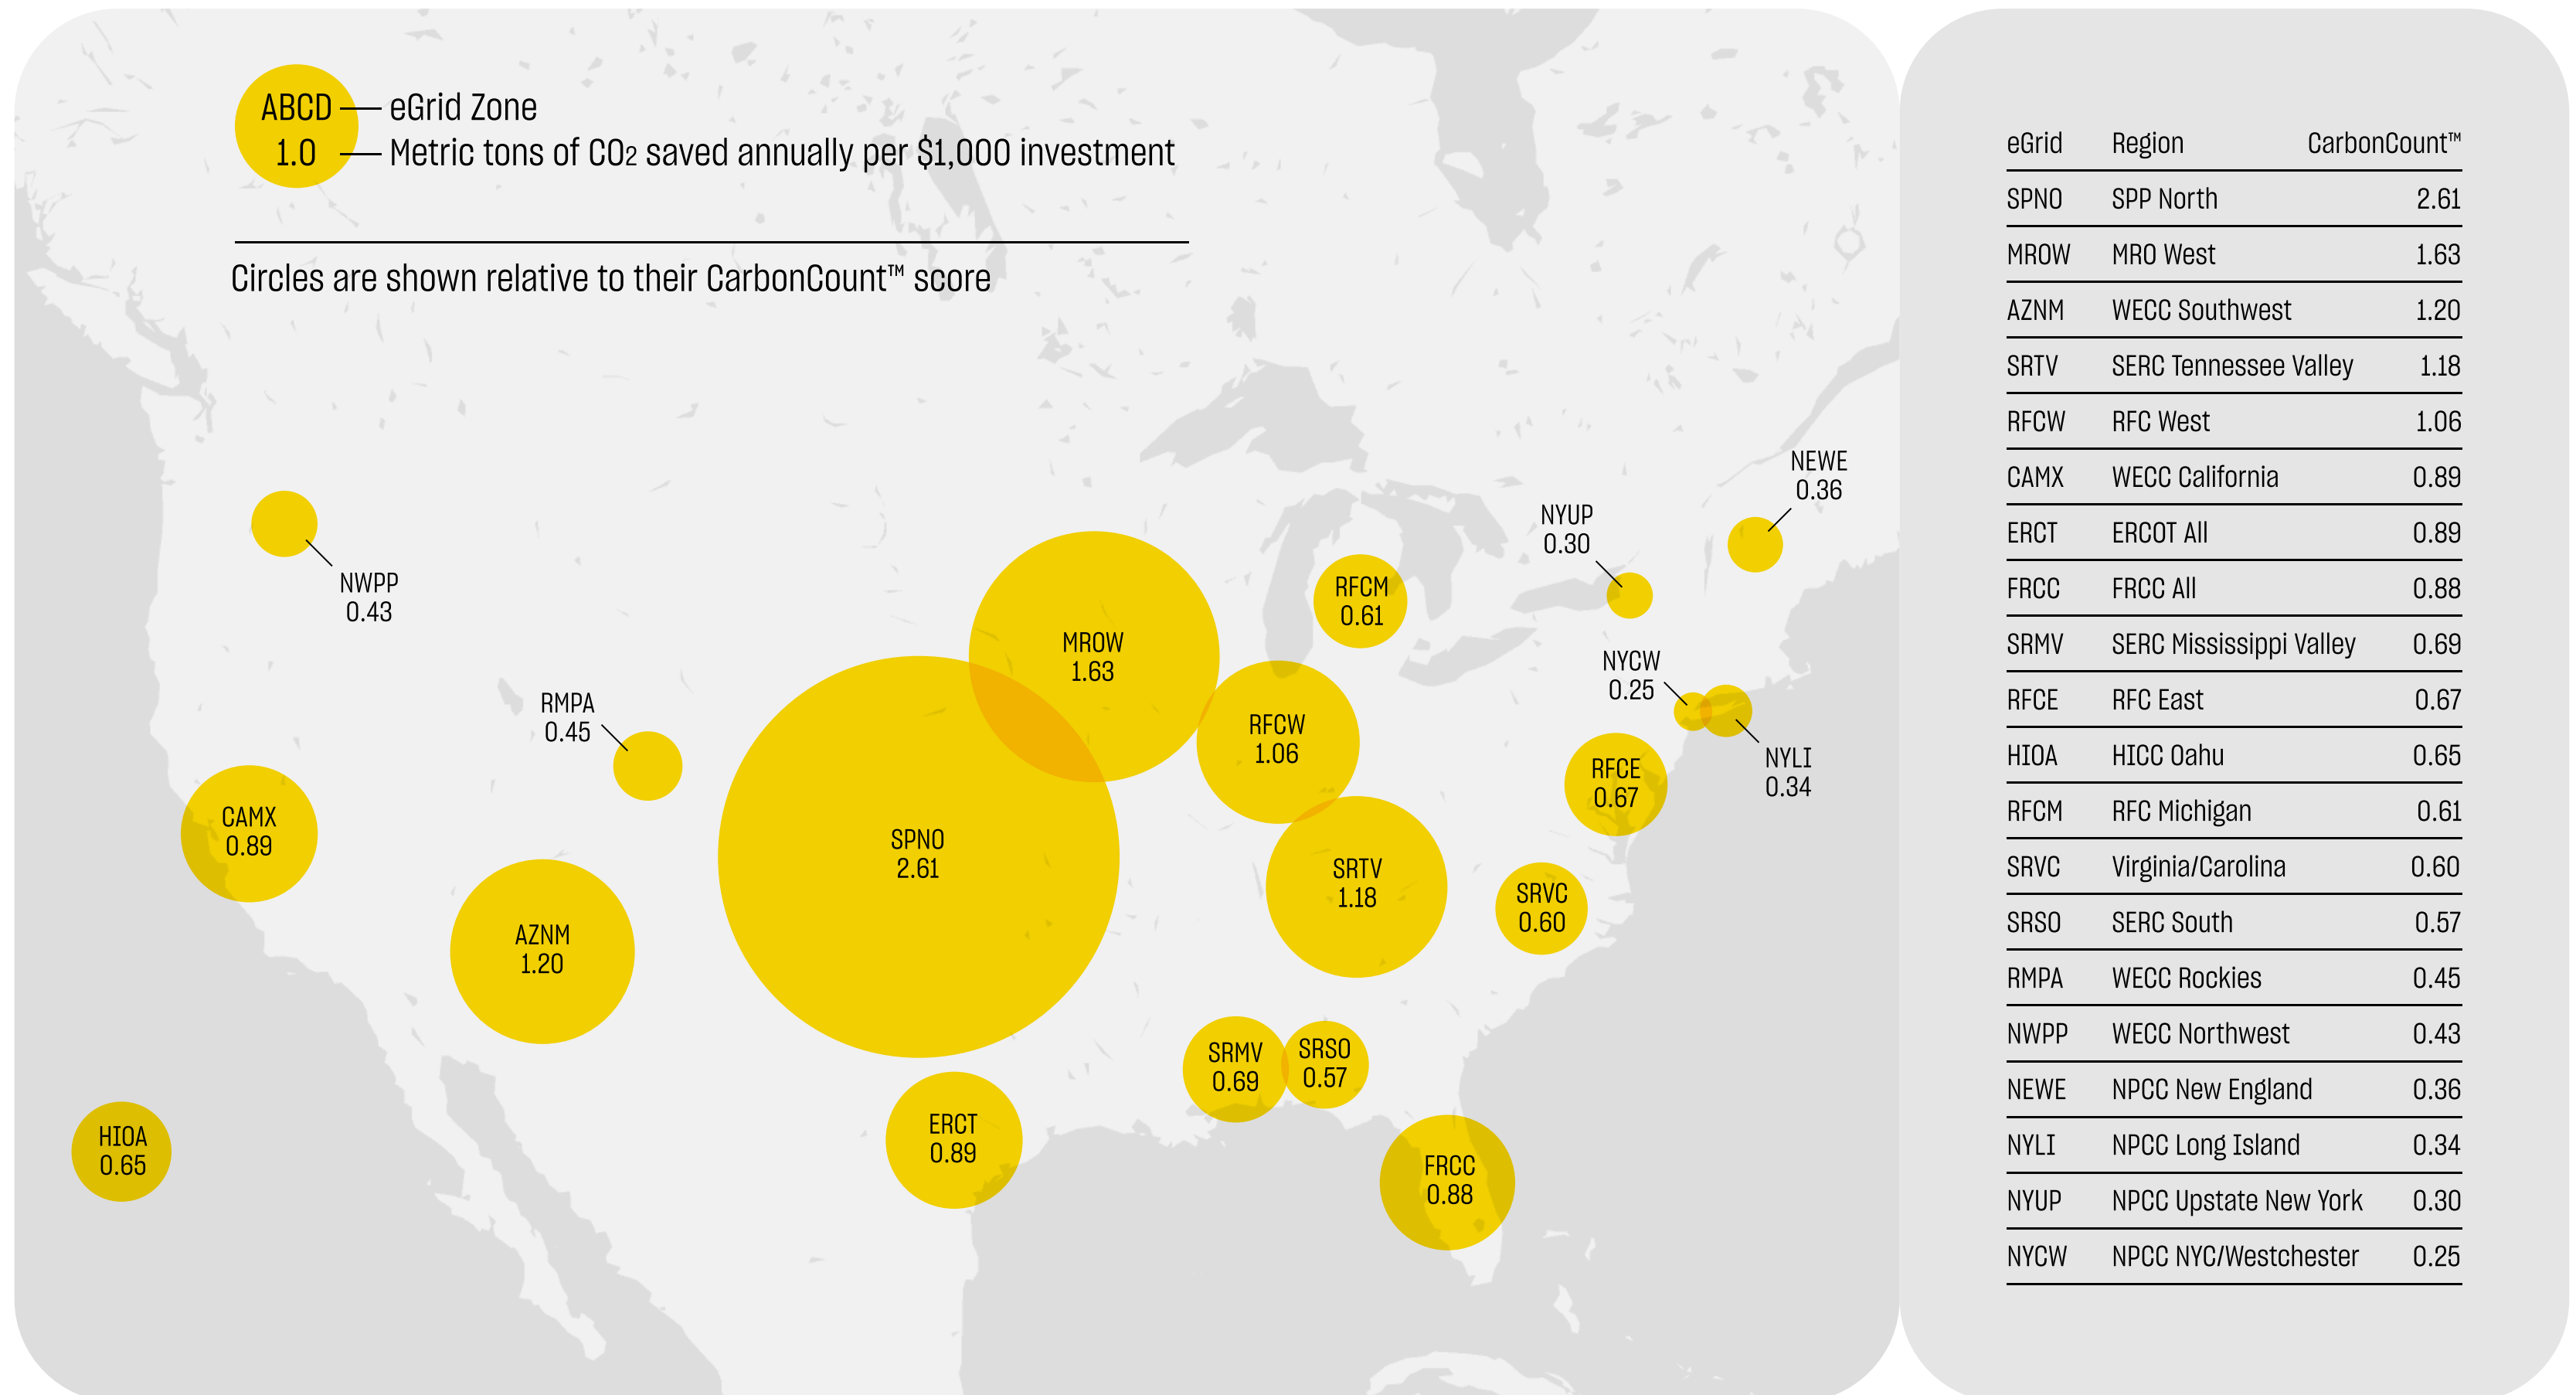 ABCD
eGrid Zone
1.0
Metric tons of CO2 saved annually per $1,000 investment
Circles are shown relative to their CarbonCount™ score
NEWE
0.36
NYUP
0.30
NWPP
0.43
RFCM
0.61
MROW
1.63
NYCW
0.25
RMPA
0.45
RFCW
1.06
NYLI
0.34
RFCE
0.67
CAMX
0.89
SPNO
2.61
SRTV
1.18
SRVC
0.60
AZNM
1.20
SRMV
0.69
SRSO
0.57
ERCT
0.89
HIOA
0.65
FRCC
0.88
eGrid Region CarbonCount™
SPNO SPP North 2.61
MROW MRO West 1.63
AZNM WECC Southwest 1.20
SRTV SERC Tennessee Valley 1.18
RFCW RFC West 1.06
CAMX WECC California 0.89
ERCT ERCOT All 0.89
FRCC FRCC All 0.88
SRMV SERC Mississippi Valley 0.69
RFCE RFC East 0.67
HIOA HICC Oahu 0.65
RFCM RFC Michigan 0.61
SRVC Virginia/Carolina 0.60
SRSO SERC South 0.57
RMPA WECC Rockies 0.45
NWPP WECC Northwest 0.43
NEWE NPCC New England 0.36
NYLI NPCC Long Island 0.34
NYUP NPCC Upstate New York 0.30
NYCW NPCC NYC/Westchester 0.25